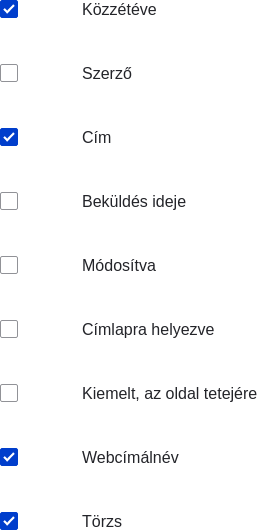 Közzétéve
Szerző
Cím
Beküldés ideje
Módosítva
Címlapra helyezve
Kiemelt, az oldal tetejére
Webcímálnév
Törzs